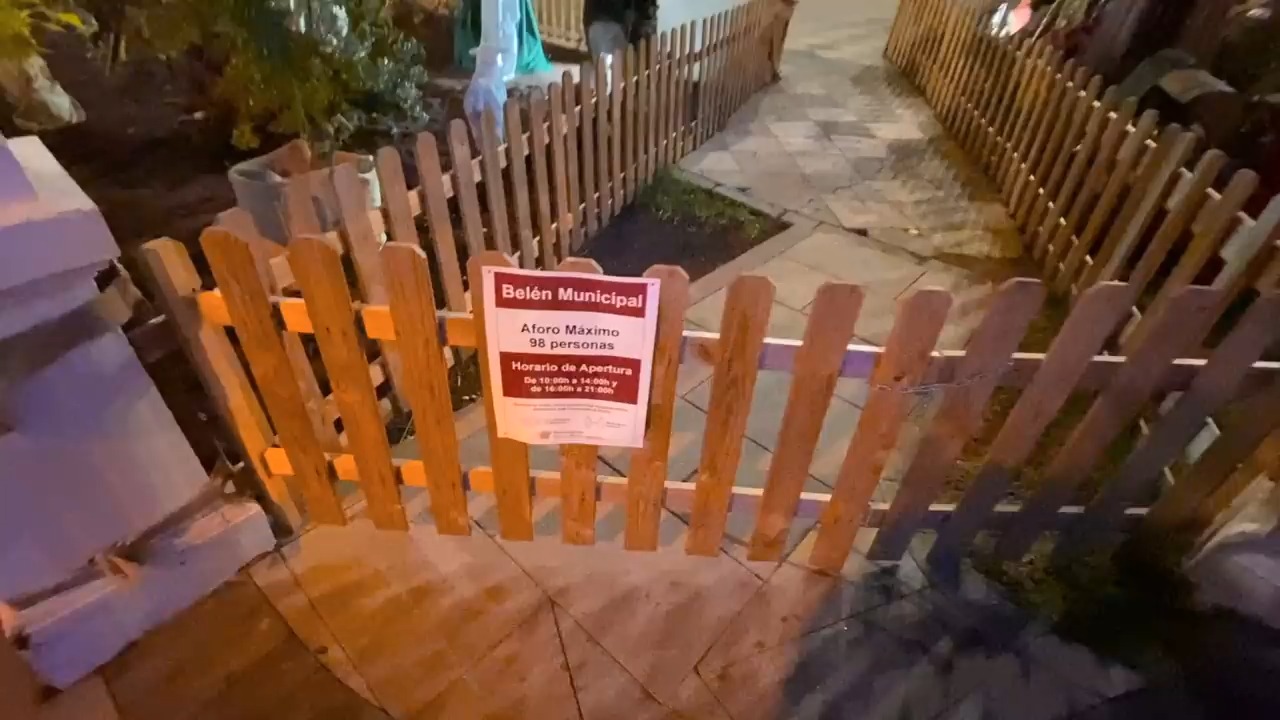 Belén Municipal
Aforo Máximo
98 personas
Horario de Apertura
De 10:00h a 14:00h y
de 16:00h a 21:00h